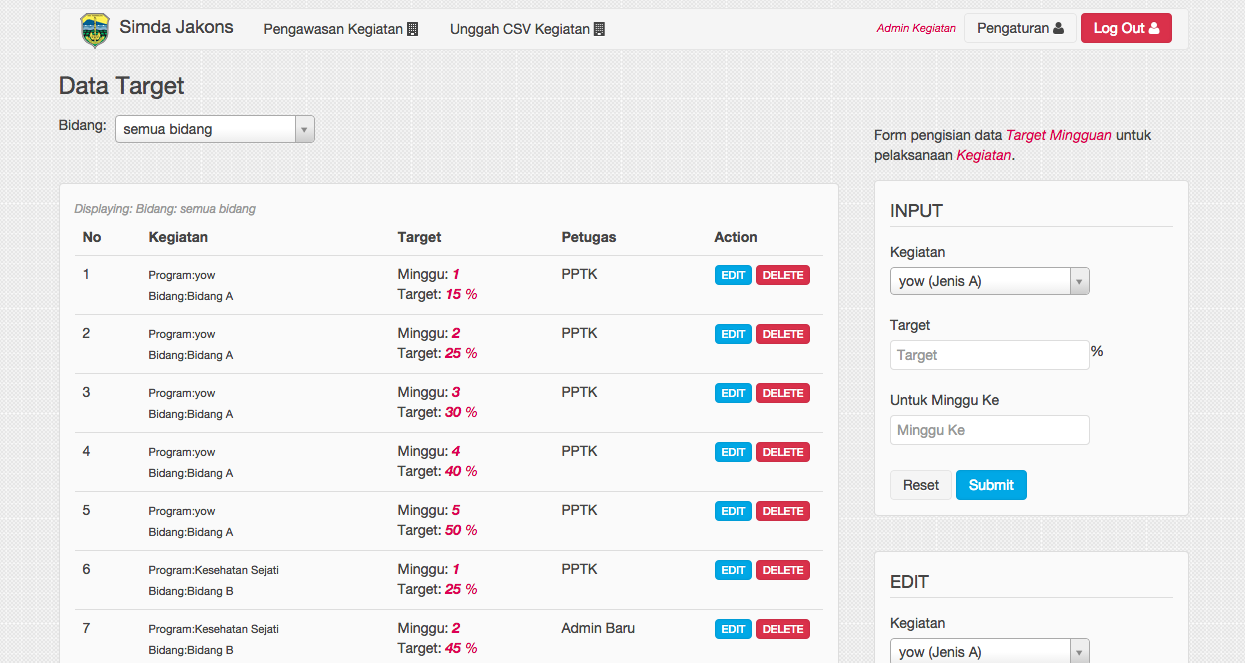 Simda Jakons Pengawasan Kegiatan Unggah CSV Kegiatan Admin Kegiatan Pengaturan Log Out
Data Target
Bidang: semua bidang
Displaying: Bidang: semua bidang
No Kegiatan Target Petugas Action
1 Program:yow Minggu: 1 PPTK EDIT DELETE
Bidang:Bidang A Target: 15 %
2 Program:yow Minggu: 2 PPTK EDIT DELETE
Bidang:Bidang A Target: 25 %
3 Program:yow Minggu: 3 PPTK EDIT DELETE
Bidang:Bidang A Target: 30 %
4 Program:yow Minggu: 4 PPTK EDIT DELETE
Bidang:Bidang A Target: 40 %
5 Program:yow Minggu: 5 PPTK EDIT DELETE
Bidang:Bidang A Target: 50 %
6 Program:Kesehatan Sejati Minggu: 1 PPTK EDIT DELETE
Bidang:Bidang B Target: 25 %
7 Program:Kesehatan Sejati Minggu: 2 Admin Baru EDIT DELETE
Bidang:Bidang B Target: 45 %
Form pengisian data Target Mingguan untuk
pelaksanaan Kegiatan.
INPUT
Kegiatan
yow (Jenis A)
Target
Target %
Untuk Minggu Ke
Minggu Ke
Reset Submit
EDIT
Kegiatan
yow (Jenis A)